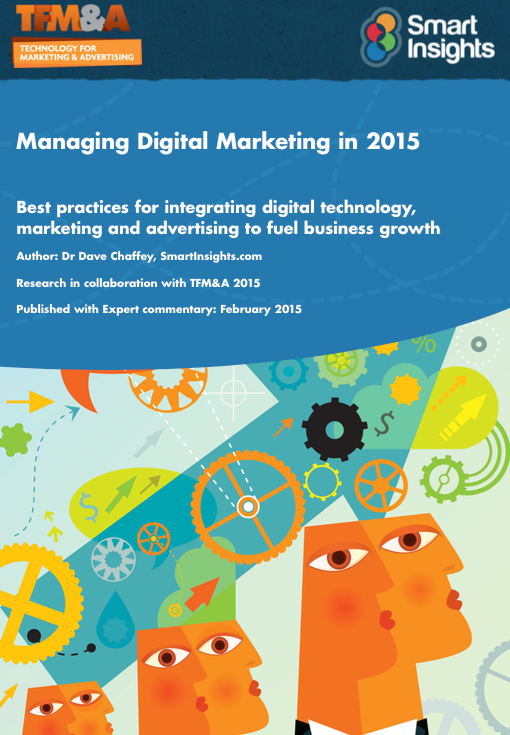 TFM&A
TECHNOLOGY FOR
MARKETING & ADVERTISING
Smart
Insights
Managing Digital Marketing in 2015
Best practices for integrating digital technology,
marketing and advertising to fuel business growth
Author: Dr Dave Chaffey, SmartInsights.com
Research in collaboration with TFM&A 2015
Published with Expert commentary: February 2015
%
$
$